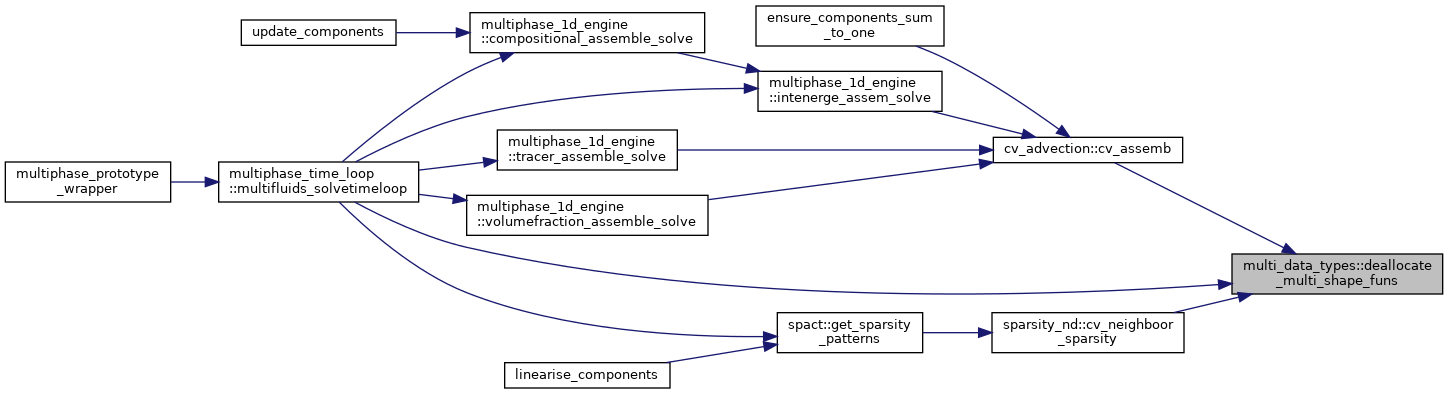 update_components
multiphase_1d_engine
::compositional_assemble_solve
ensure_components_sum
_to_one
multiphase_1d_engine
::intenerge_assem_solve
multiphase_1d_engine
::tracer_assemble_solve
cv_advection::cv_assemb
multiphase_prototype
_wrapper
multiphase_time_loop
::multifluids_solvetimeloop
multiphase_1d_engine
::volumefraction_assemble_solve
multi_data_types::deallocate
_multi_shape_funs
spact::get_sparsity
_patterns
sparsity_nd::cv_neighboor
_sparsity
linearise_components